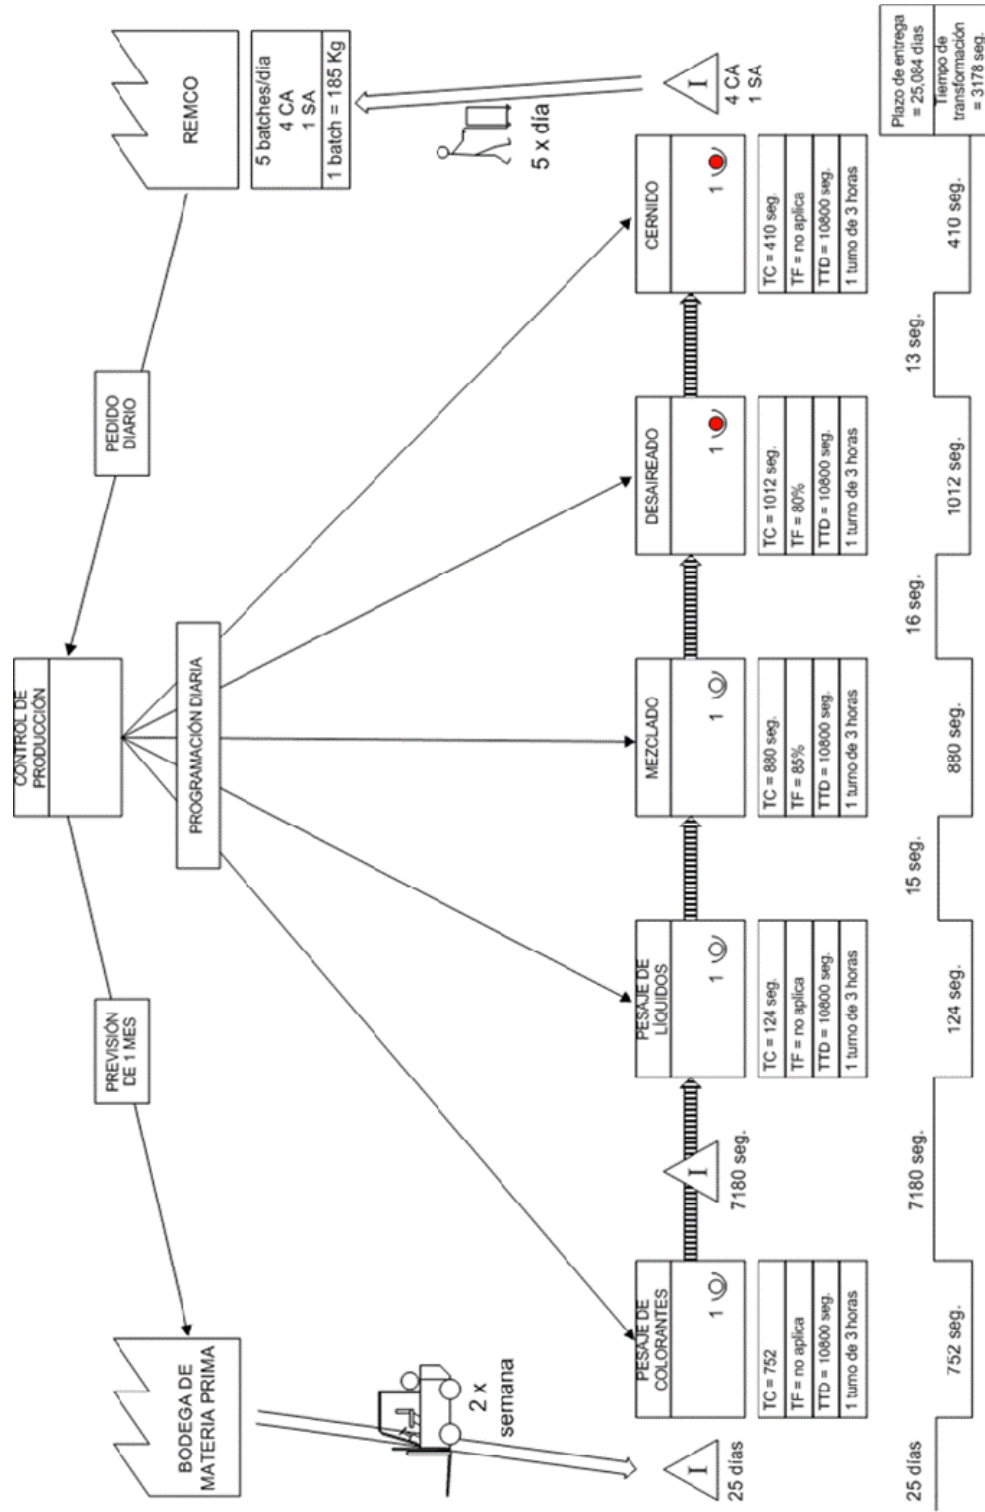 BODEGA DE
MATERIA PRIMA
PREVISIÓN
DE 1 MES
CONTROL DE
PRODUCCIÓN
PEDIDO
DIARIO
REMCO
5 batches/dia
4 CA
1 SA
1 batch = 185 Kg
PROGRAMACIÓN DIARIA
2 x
semana
5 x día
I
25 días
PESAJE DE
COLORANTES
1
TC = 752
TF = no aplica
TTD = 10800 seg.
1 turno de 3 horas
I
7180 seg.
PESAJE DE
LÍQUIDOS
1
TC = 124 seg.
TF = no aplica
TTD = 10800 seg.
1 turno de 3 horas
MEZCLADO
1
TC = 880 seg.
TF = 85%
TTD = 10800 seg.
1 turno de 3 horas
DESAIREADO
1
TC = 1012 seg.
TF = 80%
TTD = 10800 seg.
1 turno de 3 horas
CERNIDO
1
TC = 410 seg.
TF = no aplica
TTD = 10800 seg.
1 turno de 3 horas
I
4 CA
1 SA
25 días
752 seg.
7180 seg.
124 seg.
15 seg.
880 seg.
16 seg.
1012 seg.
13 seg.
410 seg.
Plazo de entrega
= 25,084 días
Tiempo de
transformación
= 3178 seg.